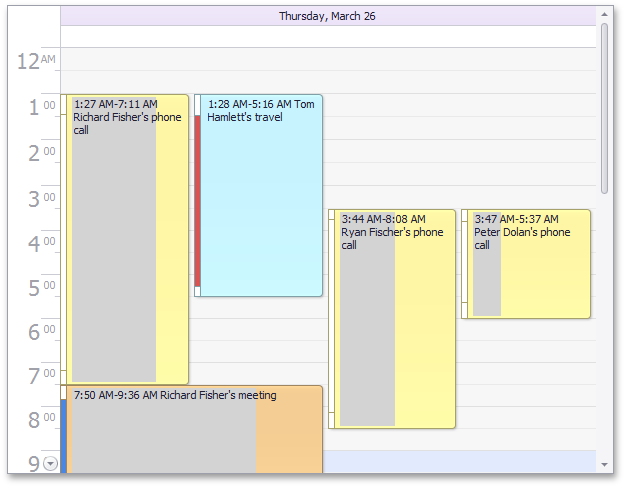 Thursday, March 26
12 AM
1 00
2 00
3 00
4 00
5 00
6 00
7 00
8 00
9
1:27 AM-7:11 AM
Richard Fisher's phone
call
1:28 AM-5:16 AM Tom
Hamlett's travel
3:44 AM-8:08 AM
Ryan Fischer's phone
call
3:47 AM-5:37 AM
Peter Dolan's phone
call
7:50 AM-9:36 AM Richard Fisher's meeting